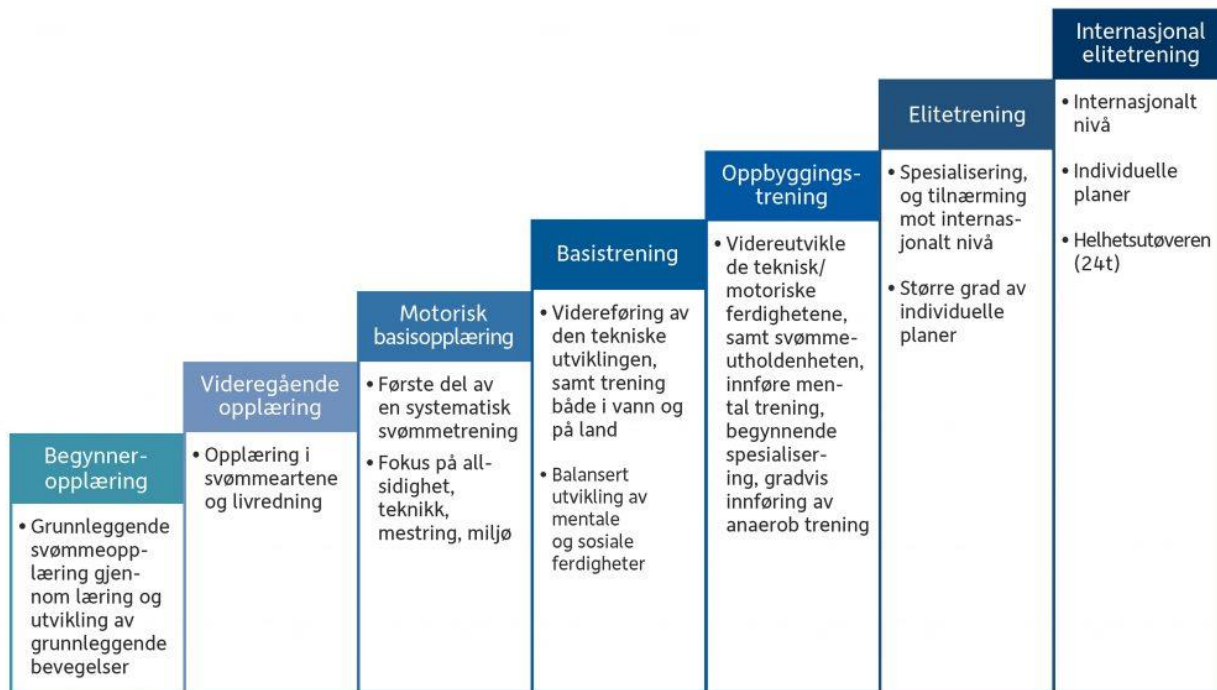 Begynner-
opplæring
• Grunnleggende
svømmeopp-
læring gjen-
nom læring og
utvikling av
grunnleggende
bevegelser
Videregående
opplæring
• Opplæring i
svømmeartene
og livredning
Motorisk
basisopplæring
• Første del av
en systematisk
svømmetrening
• Fokus på all-
sidighet,
teknikk,
mestring, miljø
Basistrening
• Videreføring av
den tekniske
utviklingen,
samt trening
både i vann og
på land
• Balansert
utvikling av
mentale
og sosiale
ferdigheter
Oppbyggings-
trening
• Videreutvikle
de teknisk/
motoriske
ferdighetene,
samt svømme-
utholdenheten,
innføre men-
tal trening,
begynnende
spesialiser-
ing, gradvis
innføring av
anaerob trening
Elitetrening
• Spesialisering,
og tilnærming
mot internas-
jonalt nivå
• Større grad av
individuelle
planer
Internasjonal
elitetrening
• Internasjonalt
nivå
• Individuelle
planer
• Helhetsutøveren
(24t)